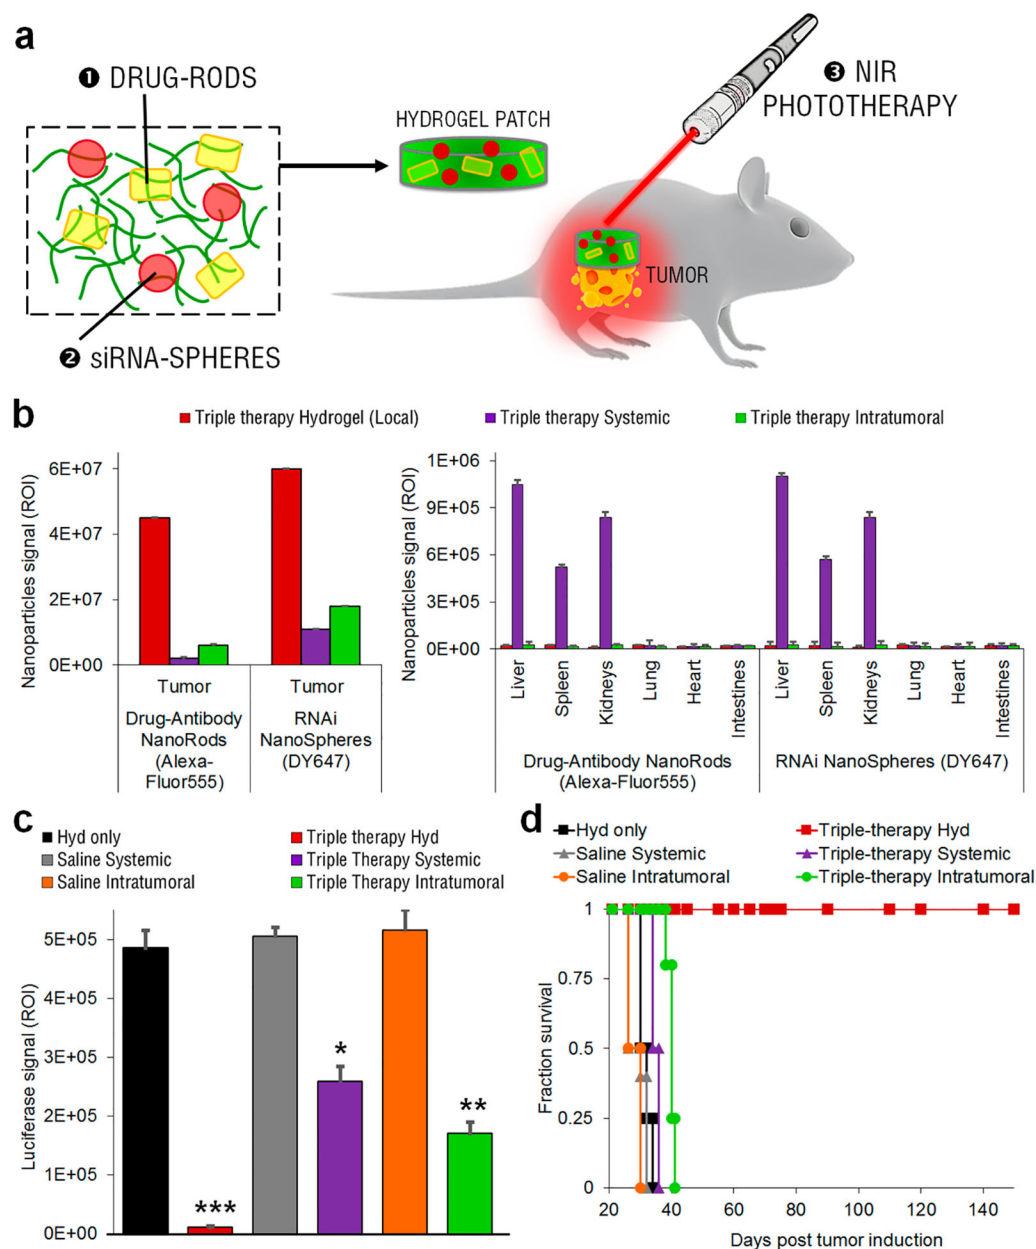 a
❶ DRUG-RODS
❷ siRNA-SPHERES
HYDROGEL PATCH
❸ NIR
PHOTOTHERAPY
TUMOR
b
Triple therapy Hydrogel (Local)
Triple therapy Systemic
Triple therapy Intratumoral
Nanoparticles signal (ROI)
6E+07
4E+07
2E+07
0E+00
Tumor
Tumor
Drug-Antibody
NanoRods
(Alexa-
Fluor555)
RNAi
NanoSpheres
(DY647)
Nanoparticles signal (ROI)
1E+06
9E+05
6E+05
3E+05
0E+00
Liver
Spleen
Kidneys
Lung
Heart
Intestines
Liver
Spleen
Kidneys
Lung
Heart
Intestines
Drug-Antibody NanoRods
(Alexa-Fluor555)
RNAi NanoSpheres (DY647)
c
Hyd only
Triple therapy Hyd
Saline Systemic
Triple Therapy Systemic
Saline Intratumoral
Triple Therapy Intratumoral
Luciferase signal (ROI)
5E+05
4E+05
3E+05
2E+05
1E+05
0E+00
***
*
**
d
Hyd only
Triple-therapy Hyd
Saline Systemic
Triple-therapy Systemic
Saline Intratumoral
Triple-therapy Intratumoral
Fraction survival
1
0.75
0.5
0.25
0
20 40 60 80 100 120 140
Days post tumor induction